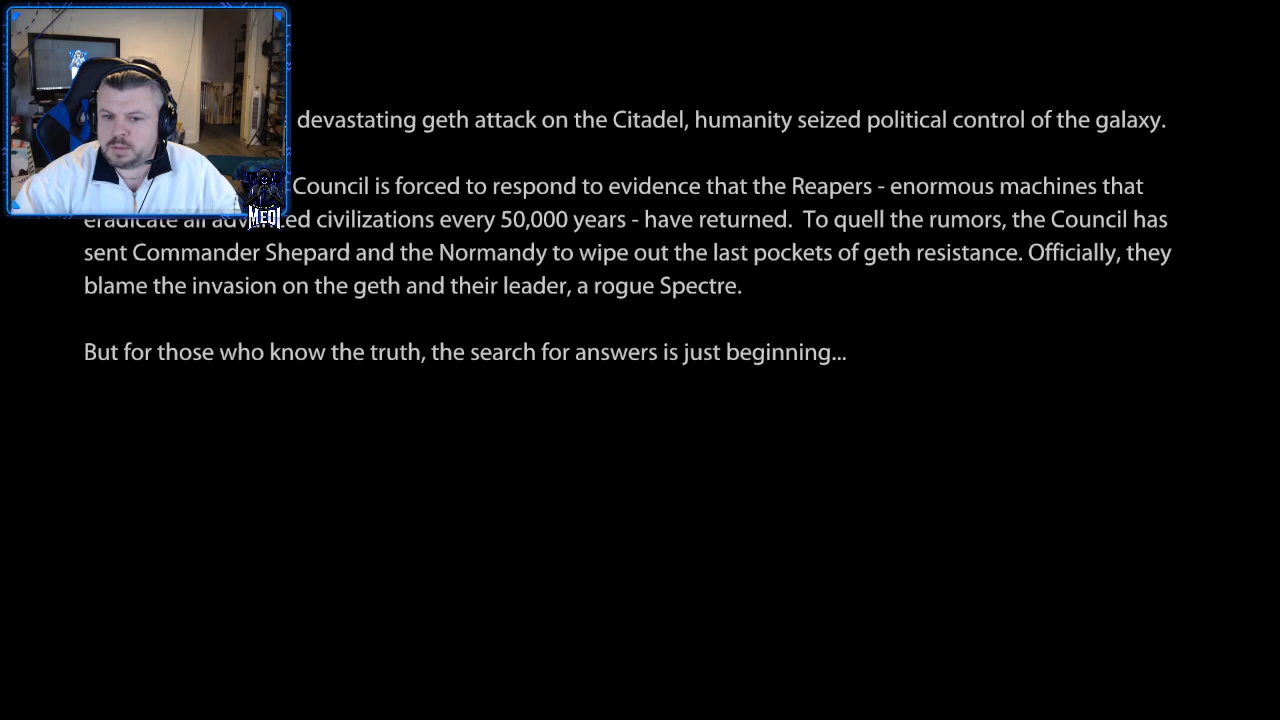 devastating geth attack on the Citadel, humanity seized political control of the galaxy.
Council is forced to respond to evidence that the Reapers - enormous machines that
eradicate all advanced civilizations every 50,000 years - have returned. To quell the rumors, the Council has
sent Commander Shepard and the Normandy to wipe out the last pockets of geth resistance. Officially, they
blame the invasion on the geth and their leader, a rogue Spectre.
But for those who know the truth, the search for answers is just beginning...
MEQI